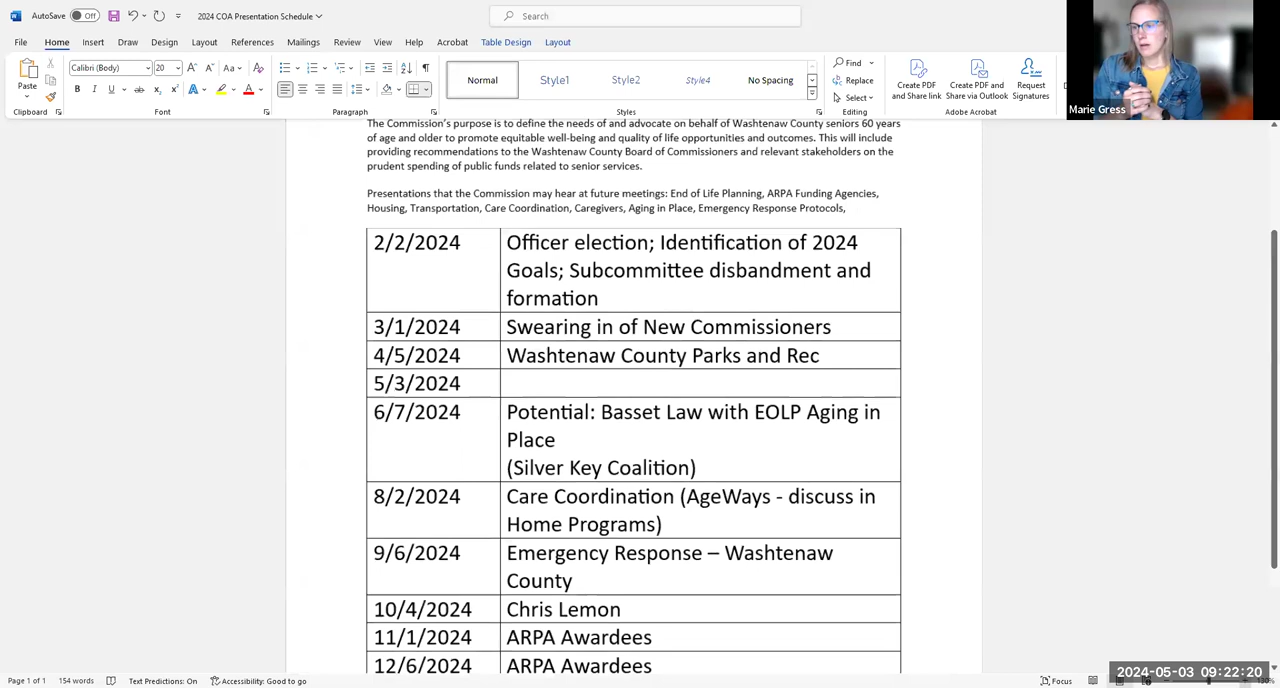 AutoSave Off 2024 COA Presentation Schedule Search
File Home Insert Draw Design Layout References Mailings Review View Help Acrobat Table Design Layout
Paste
Clipboard
Calibri (Body) 20
Font
Paragraph
Normal Style1 Style2 Style4 No Spacing
Styles
Find
Replace
Select
Editing
Create PDF and Share link
Create PDF and Share via Outlook
Request Signatures
Adobe Acrobat
Marie Gress
The Commission's purpose is to define the needs of and advocate on behalf of Washtenaw County seniors 60 years
of age and older to promote equitable well-being and quality of life opportunities and outcomes. This will include
providing recommendations to the Washtenaw County Board of Commissioners and relevant stakeholders on the
prudent spending of public funds related to senior services.
Presentations that the Commission may hear at future meetings: End of Life Planning, ARPA Funding Agencies,
Housing, Transportation, Care Coordination, Caregivers, Aging in Place, Emergency Response Protocols,
2/2/2024 Officer election; Identification of 2024
Goals; Subcommittee disbandment and
formation
3/1/2024 Swearing in of New Commissioners
4/5/2024 Washtenaw County Parks and Rec
5/3/2024
6/7/2024 Potential: Basset Law with EOLP Aging in
Place
(Silver Key Coalition)
8/2/2024 Care Coordination (AgeWays - discuss in
Home Programs)
9/6/2024 Emergency Response – Washtenaw
County
10/4/2024 Chris Lemon
11/1/2024 ARPA Awardees
12/6/2024 ARPA Awardees
Page 1 of 1 154 words Text Predictions: On Accessibility: Good to go Focus
2024-05-03 09:22:20